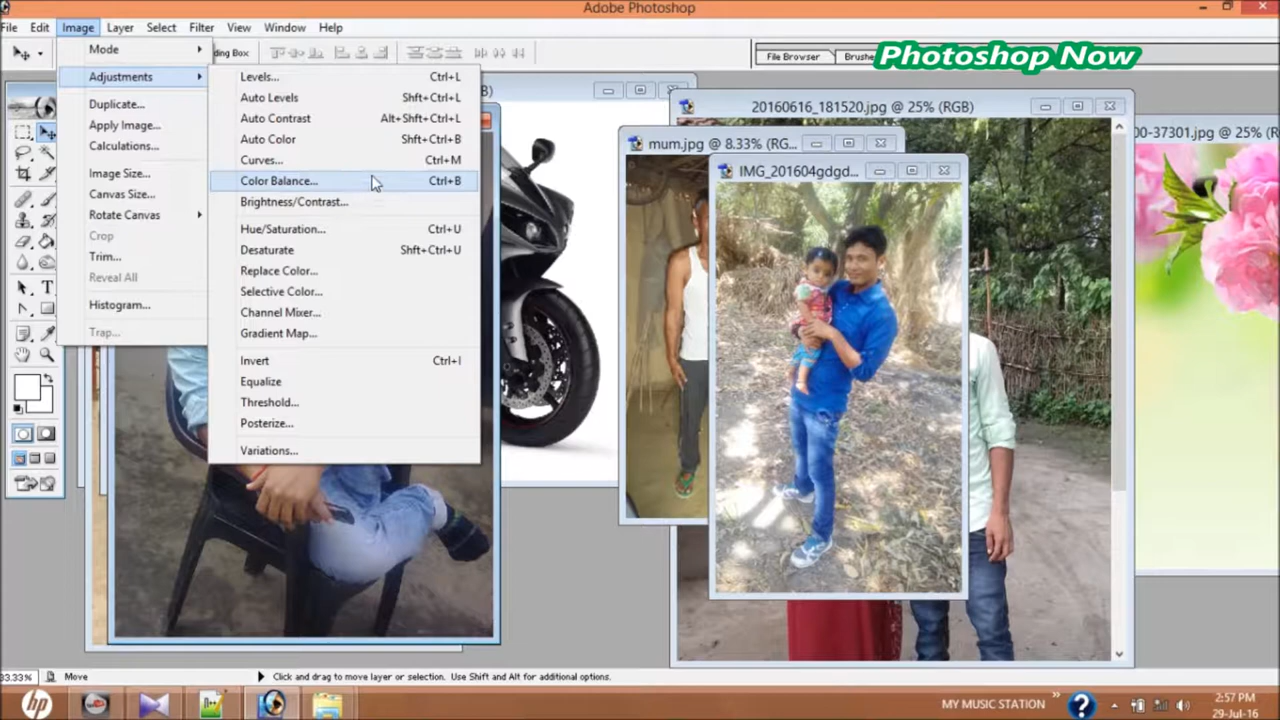 Adobe Photoshop
File Edit Image Layer Select Filter View Window Help
Mode
Adjustments
Duplicate...
Apply Image...
Calculations...
Image Size...
Canvas Size...
Rotate Canvas
Crop
Trim...
Reveal All
Histogram...
Trap...
Levels... Ctrl+L
Auto Levels Shft+Ctrl+L
Auto Contrast Alt+Shft+Ctrl+L
Auto Color Shft+Ctrl+B
Curves... Ctrl+M
Color Balance... Ctrl+B
Brightness/Contrast...
Hue/Saturation... Ctrl+U
Desaturate Shft+Ctrl+U
Replace Color...
Selective Color...
Channel Mixer...
Gradient Map...
Invert Ctrl+I
Equalize
Threshold...
Posterize...
Variations...
ding Box
File Browser Brushes
Photoshop Now
20160616_181520.jpg @ 25% (RGB)
00-37301.jpg @ 25% (R
mum.jpg @ 8.33% (RG...
IMG_201604gdgd...
33.33% Move Click and drag to move layer or selection. Use Shift and Alt for additional options.
hp
MY MUSIC STATION
2:57 PM
29-Jul-16